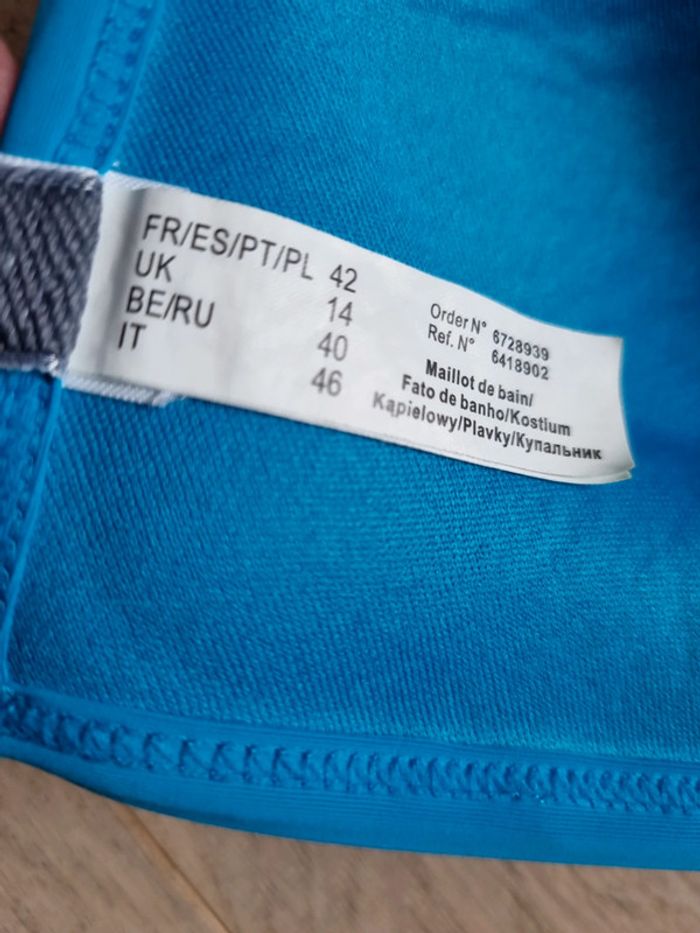 FR/ES/PT/PL 42
UK 14
BE/RU 40
IT 46
Order N° 6728939
Ref. N° 6418902
Maillot de bain/
Fato de banho/Kostium
Kąpielowy/Plavky/Купальник